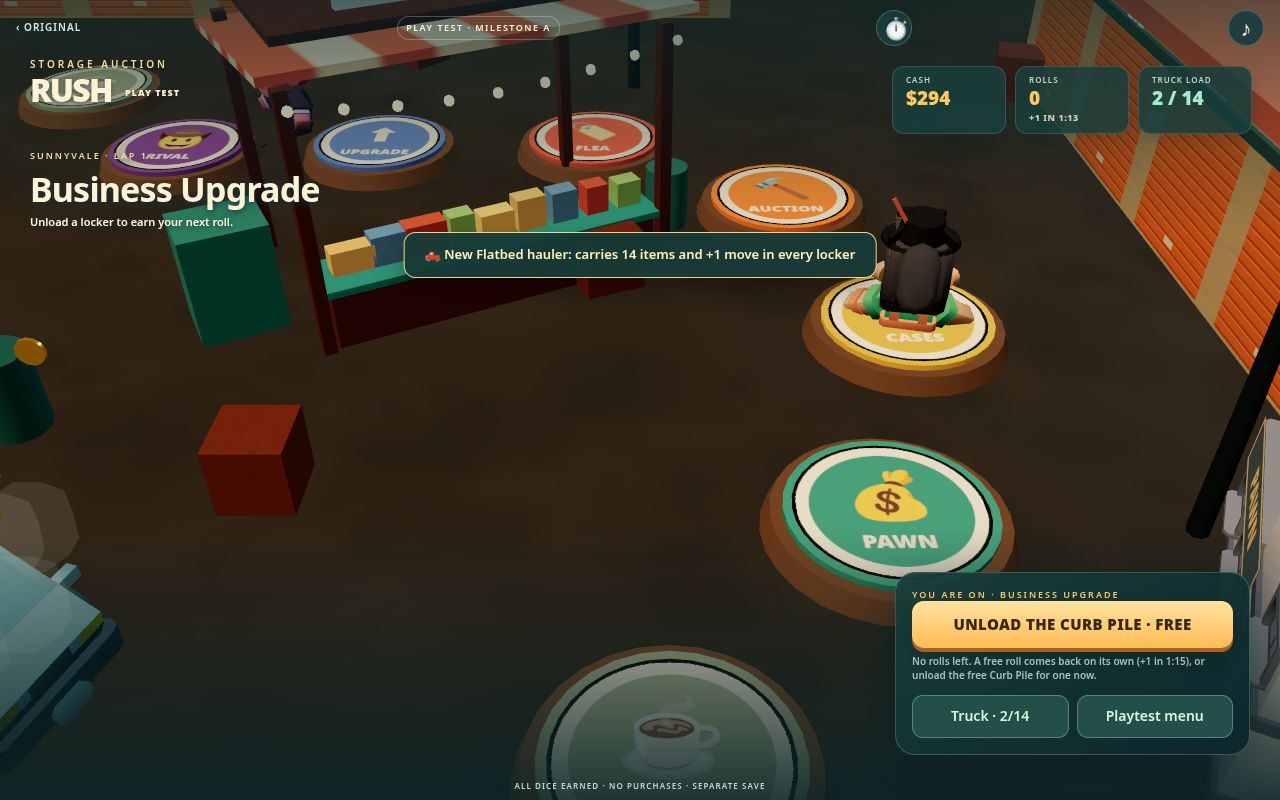 ‹ ORIGINAL
PLAY TEST · MILESTONE A
STORAGE AUCTION
RUSH PLAY TEST
CASH
$294
ROLLS
0
+1 IN 1:13
TRUCK LOAD
2 / 14
SUNNYVALE · LAP 1
RIVAL
UPGRADE
FLEA
AUCTION
Business Upgrade
Unload a locker to earn your next roll.
New Flatbed hauler: carries 14 items and +1 move in every locker
CASES
$
PAWN
YOU ARE ON · BUSINESS UPGRADE
UNLOAD THE CURB PILE · FREE
No rolls left. A free roll comes back on its own (+1 in 1:15), or
unload the free Curb Pile for one now.
Truck · 2/14
Playtest menu
ALL DICE EARNED · NO PURCHASES · SEPARATE SAVE